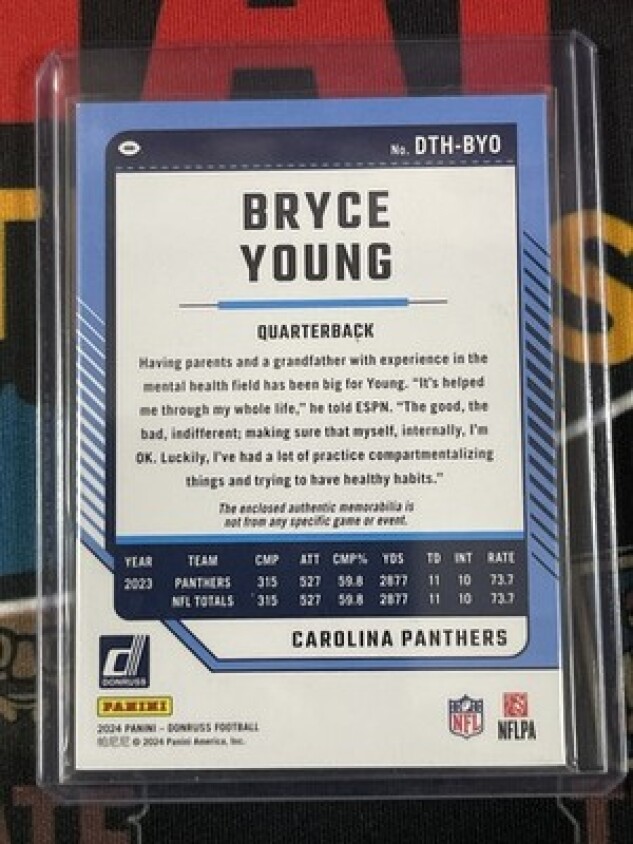 No. DTH-BYO
BRYCE
YOUNG
QUARTERBACK
Having parents and a grandfather with experience in the
mental health field has been big for Young. “It's helped
me through my whole life,” he told ESPN. “The good, the
bad, indifferent; making sure that myself, internally, I'm
OK. Luckily, I've had a lot of practice compartmentalizing
things and trying to have healthy habits.”
The enclosed authentic memorabilia is
not from any specific game or event.
YEAR TEAM CMP ATT CMP% YDS TD INT RATE
2023 PANTHERS 315 527 59.8 2877 11 10 73.7
NFL TOTALS 315 527 59.8 2877 11 10 73.7
CAROLINA PANTHERS
DONRUSS
PANINI
NFL
NFLPA
2024 PANINI - DONRUSS FOOTBALL
帕尼尼 © 2024 Panini America, Inc.